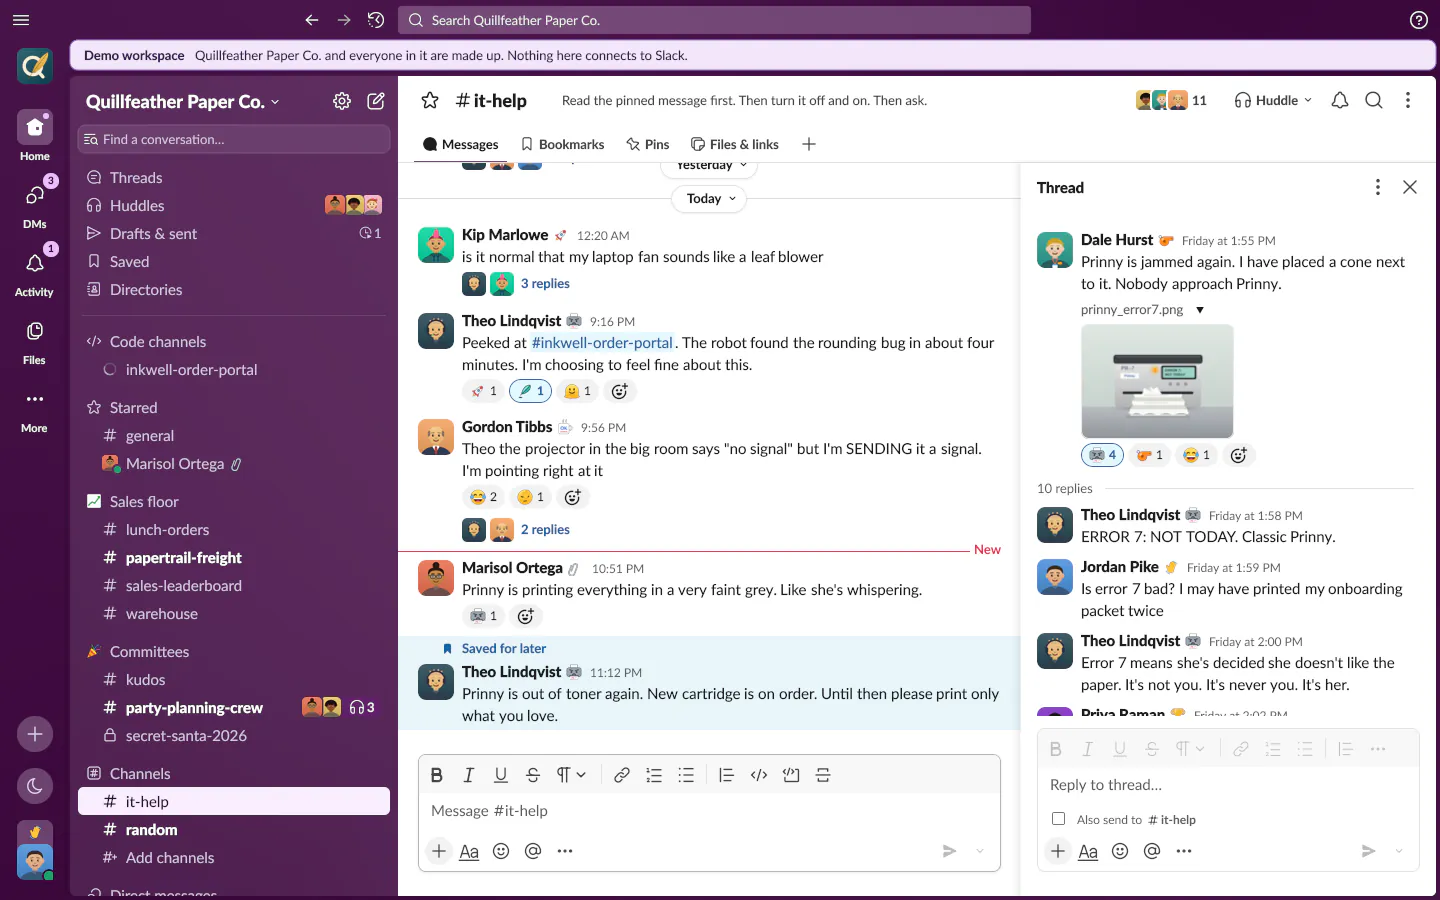 Search Quillfeather Paper Co.
Demo workspace Quillfeather Paper Co. and everyone in it are made up. Nothing here connects to Slack.
Home
3
DMs
1
Activity
Files
More
Quillfeather Paper Co.
Find a conversation...
Threads
Huddles
Drafts & sent 1
Saved
Directories
Code channels
inkwell-order-portal
Starred
# general
Marisol Ortega
Sales floor
# lunch-orders
# papertrail-freight
# sales-leaderboard
# warehouse
Committees
# kudos
# party-planning-crew 3
secret-santa-2026
Channels
# it-help
# random
Add channels
Direct messages
# it-help
Read the pinned message first. Then turn it off and on. Then ask.
11
Huddle
Messages
Bookmarks
Pins
Files & links
Yesterday
Today
Kip Marlowe 12:20 AM
is it normal that my laptop fan sounds like a leaf blower
3 replies
Theo Lindqvist 9:16 PM
Peeked at #inkwell-order-portal. The robot found the rounding bug in about four
minutes. I'm choosing to feel fine about this.
1 1 1
Gordon Tibbs 9:56 PM
Theo the projector in the big room says "no signal" but I'm SENDING it a signal.
I'm pointing right at it
2 1
2 replies
New
Marisol Ortega 10:51 PM
Prinny is printing everything in a very faint grey. Like she's whispering.
1
Saved for later
Theo Lindqvist 11:12 PM
Prinny is out of toner again. New cartridge is on order. Until then please print only
what you love.
B I U S
Message #it-help
Aa
Thread
Dale Hurst Friday at 1:55 PM
Prinny is jammed again. I have placed a cone next
to it. Nobody approach Prinny.
prinny_error7.png
4 1 1
10 replies
Theo Lindqvist Friday at 1:58 PM
ERROR 7: NOT TODAY. Classic Prinny.
Jordan Pike Friday at 1:59 PM
Is error 7 bad? I may have printed my onboarding
packet twice
Theo Lindqvist Friday at 2:00 PM
Error 7 means she's decided she doesn't like the
paper. It's not you. It's never you. It's her.
Priya Raman Friday at 2:02 PM
B I U S
Reply to thread...
Also send to # it-help
Aa